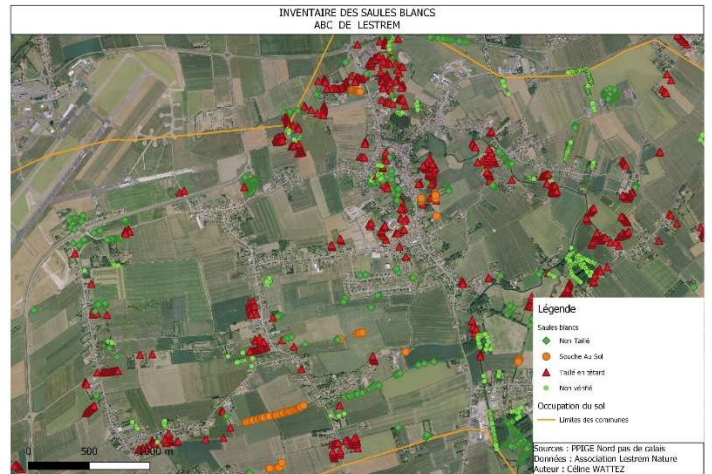 INVENTAIRE DES SAULES BLANCS
ABC DE LESTREM
Légende
Saules blancs
Non Taillé
Souche Au Sol
Taillé en têtard
Non vérifié
Occupation du sol
Limites des communes
0 500 1000 m
Sources : PPIGE Nord pas de calais
Données : Association Lestrem Nature
Auteur : Céline WATTEZ